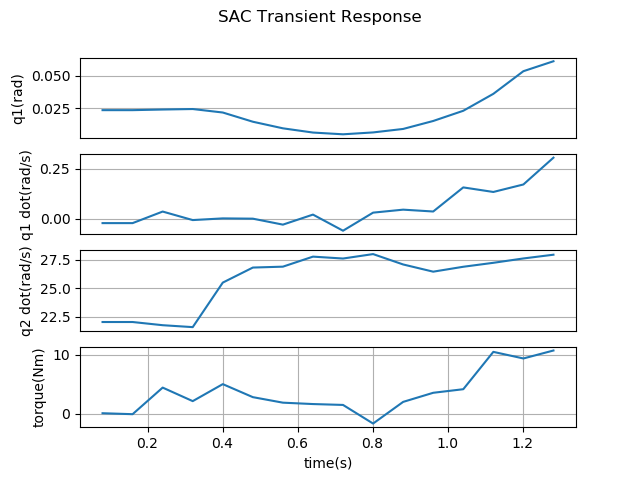 SAC Transient Response
q1(rad)
0.050
0.025
q1 dot(rad/s)
0.25
0.00
q2 dot(rad/s)
27.5
25.0
22.5
torque(Nm)
10
0
0.2 0.4 0.6 0.8 1.0 1.2
time(s)